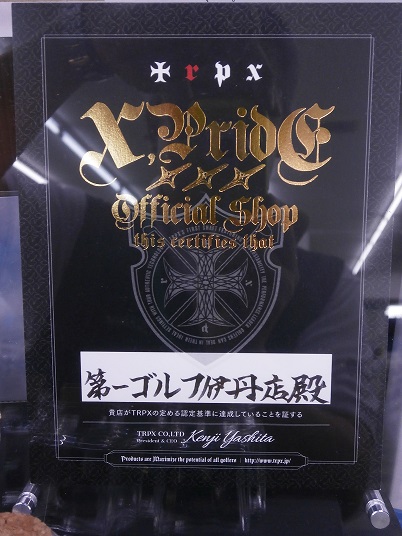 trpx
X,PridE
Official Shop
this certifies that
第一ゴルフ伊丹店殿
貴店がTRPXの定める認定基準に達成していることを証する
TRPX CO,LTD
President & CEO Kenji Yashita
Products are Maximize the potential of all golfers | http://www.trpx.jp/